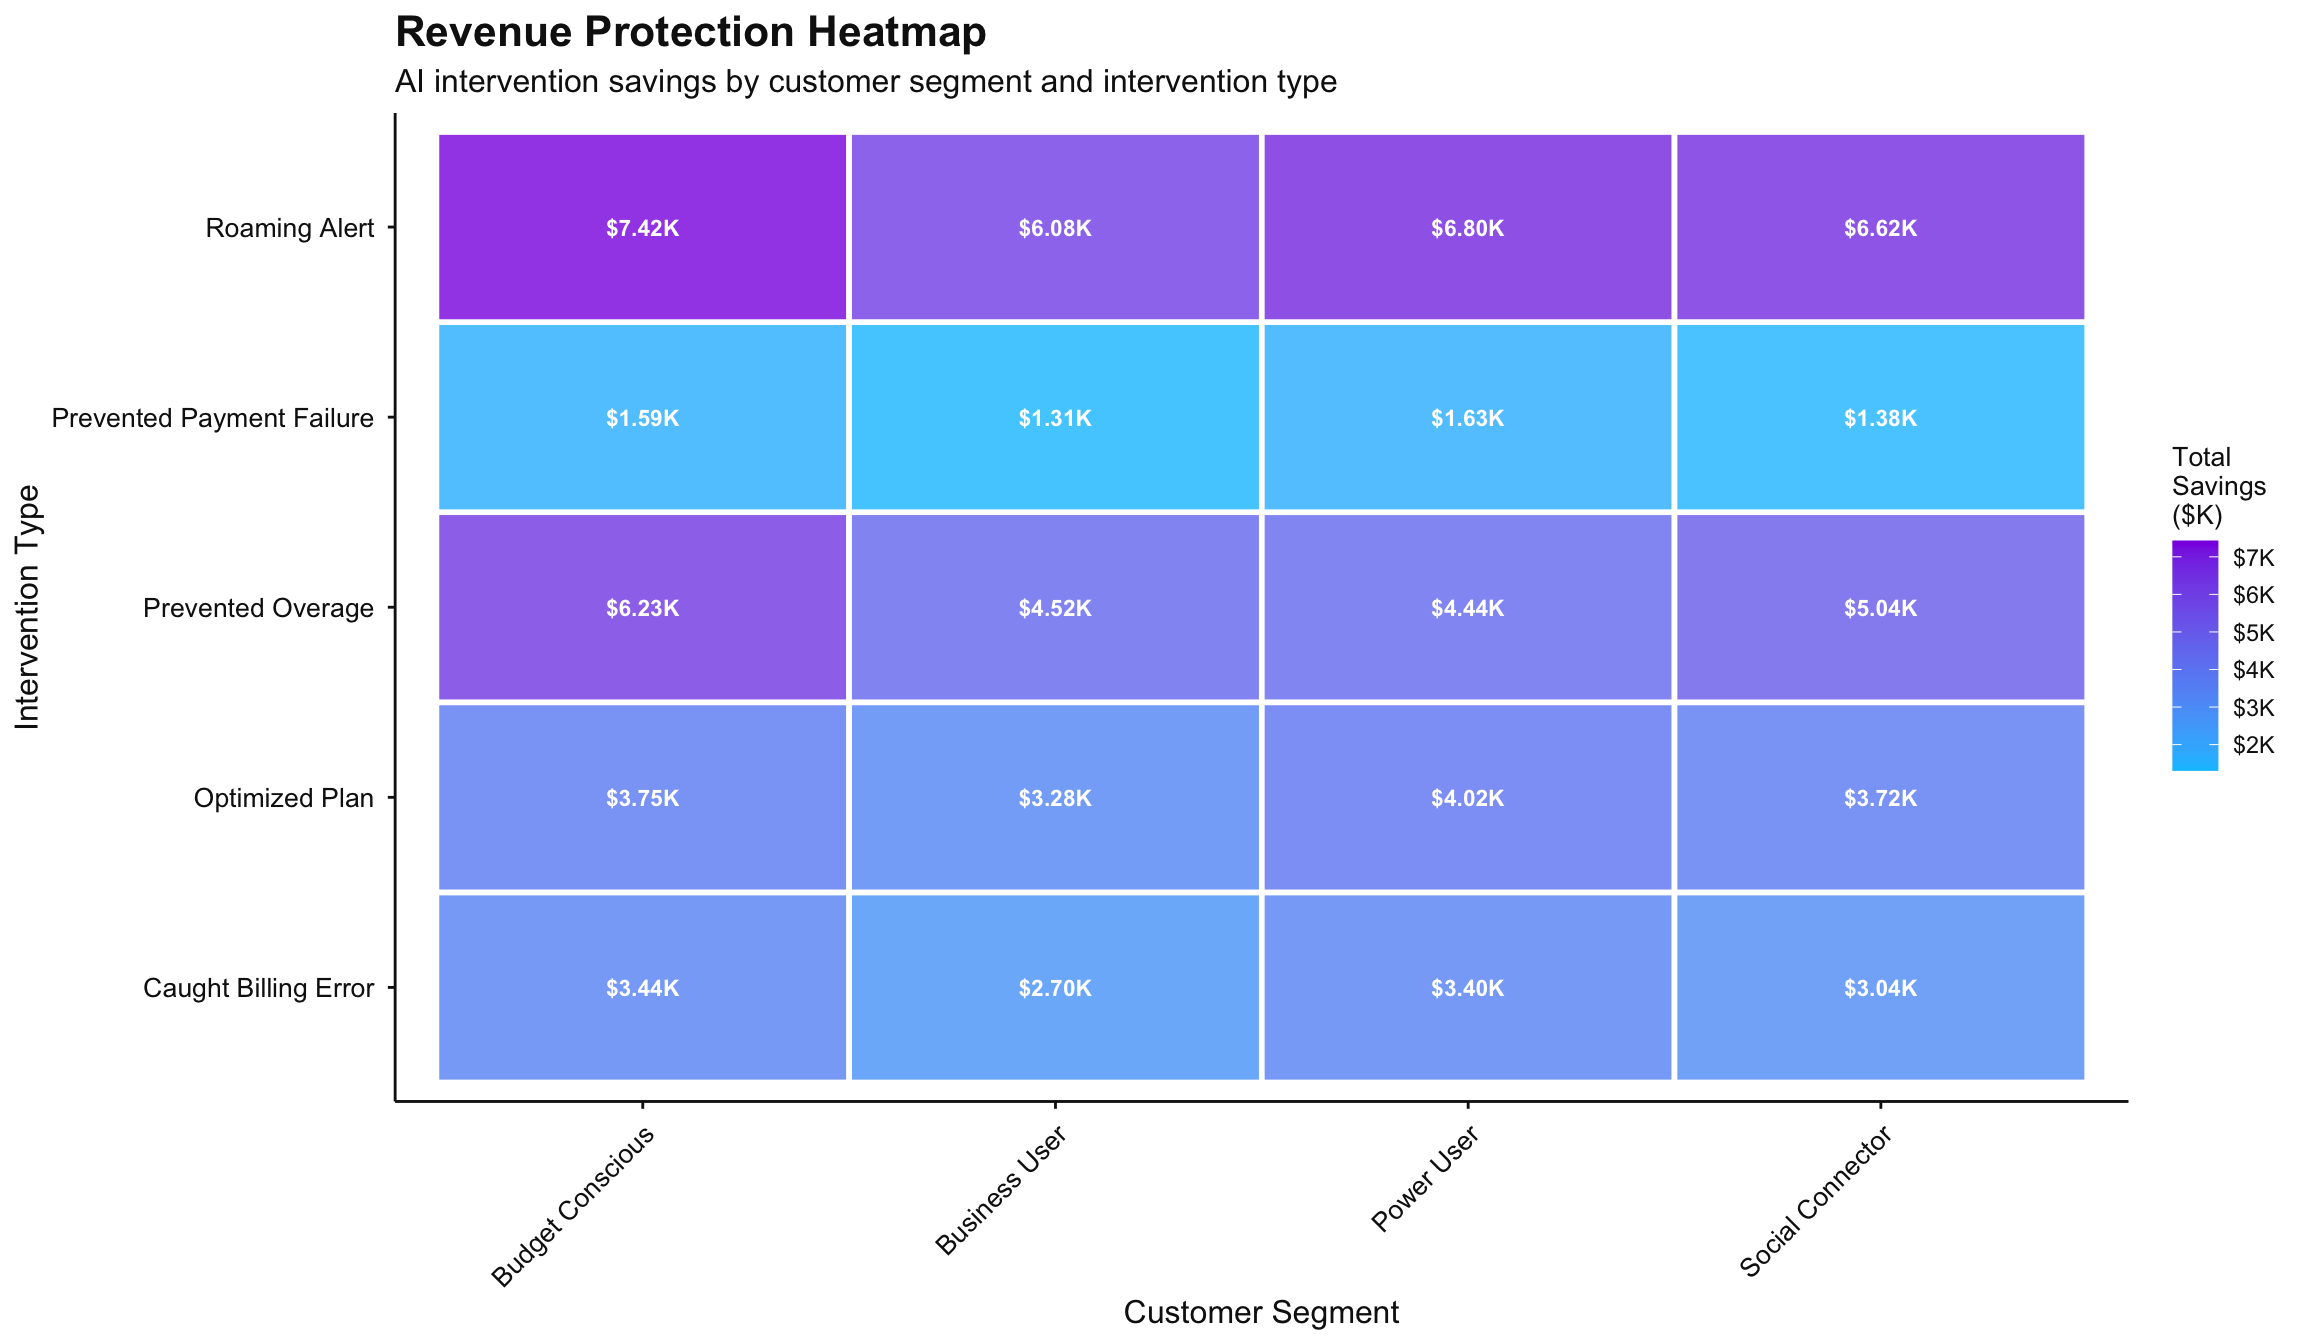 Revenue Protection Heatmap
AI intervention savings by customer segment and intervention type
Intervention Type
Roaming Alert
$7.42K
$6.08K
$6.80K
$6.62K
Prevented Payment Failure
$1.59K
$1.31K
$1.63K
$1.38K
Prevented Overage
$6.23K
$4.52K
$4.44K
$5.04K
Optimized Plan
$3.75K
$3.28K
$4.02K
$3.72K
Caught Billing Error
$3.44K
$2.70K
$3.40K
$3.04K
Budget Conscious
Business User
Power User
Social Connector
Customer Segment
Total
Savings
($K)
$7K
$6K
$5K
$4K
$3K
$2K